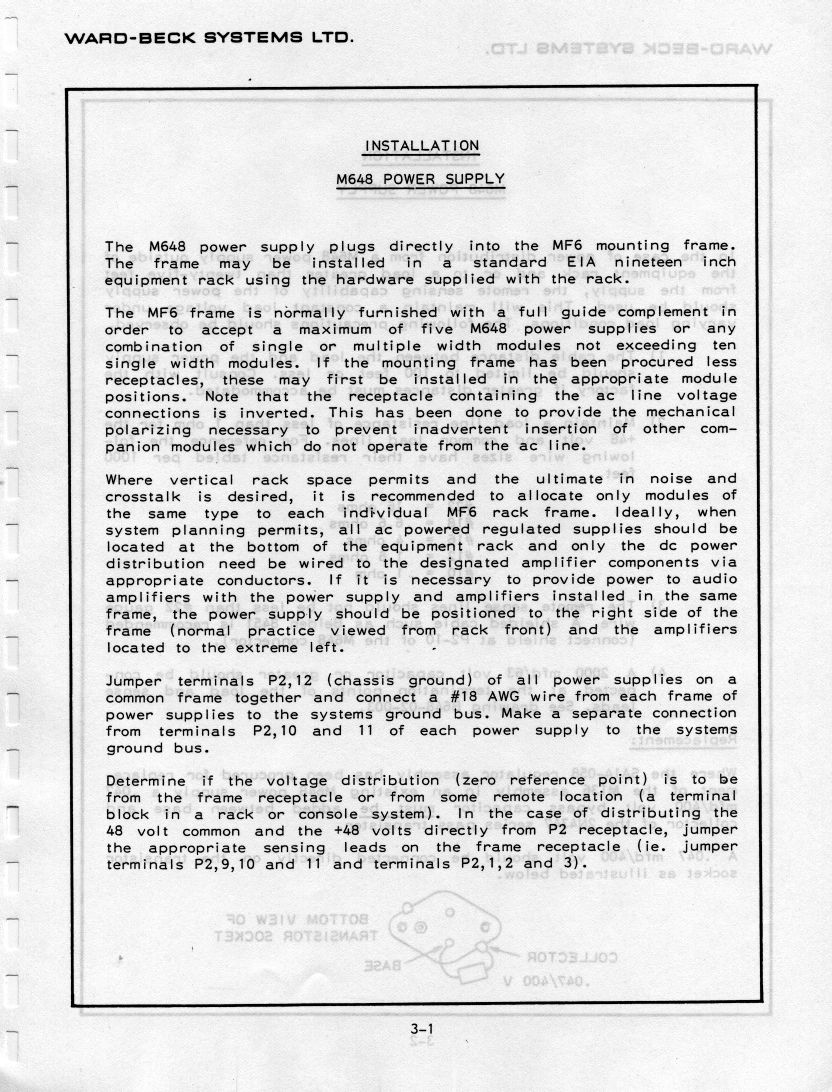 WARD-BECK SYSTEMS LTD.
INSTALLATION
M648 POWER SUPPLY
The M648 power supply plugs directly into the MF6 mounting frame.
The frame may be installed in a standard EIA nineteen inch
equipment rack using the hardware supplied with the rack.
The MF6 frame is normally furnished with a full guide complement in
order to accept a maximum of five M648 power supplies or any
combination of single or multiple width modules not exceeding ten
single width modules. If the mounting frame has been procured less
receptacles, these may first be installed in the appropriate module
positions. Note that the receptacle containing the ac line voltage
connections is inverted. This has been done to provide the mechanical
polarizing necessary to prevent inadvertent insertion of other com-
panion modules which do not operate from the ac line.
Where vertical rack space permits and the ultimate in noise and
crosstalk is desired, it is recommended to allocate only modules of
the same type to each individual MF6 rack frame. Ideally, when
system planning permits, all ac powered regulated supplies should be
located at the bottom of the equipment rack and only the dc power
distribution need be wired to the designated amplifier components via
appropriate conductors. If it is necessary to provide power to audio
amplifiers with the power supply and amplifiers installed in the same
frame, the power supply should be positioned to the right side of the
frame (normal practice viewed from rack front) and the amplifiers
located to the extreme left.
Jumper terminals P2,12 (chassis ground) of all power supplies on a
common frame together and connect a #18 AWG wire from each frame of
power supplies to the systems ground bus. Make a separate connection
from terminals P2,10 and 11 of each power supply to the systems
ground bus.
Determine if the voltage distribution (zero reference point) is to be
from the frame receptacle or from some remote location (a terminal
block in a rack or console system). In the case of distributing the
48 volt common and the +48 volts directly from P2 receptacle, jumper
the appropriate sensing leads on the frame receptacle (ie. jumper
terminals P2,9,10 and 11 and terminals P2,1,2 and 3).
3-1